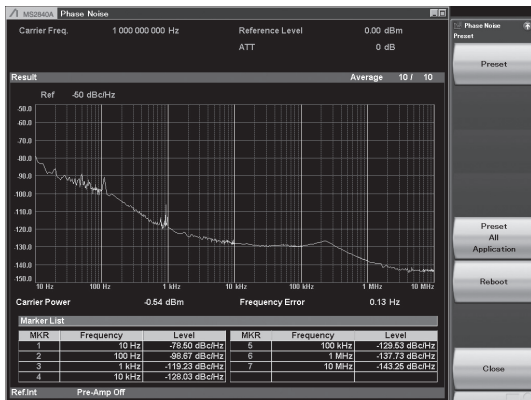 MS2840A Phase Noise
Carrier Freq. 1 000 000 000 Hz Reference Level 0.00 dBm
ATT 0 dB
Result Average 10 / 10
Ref -50 dBc/Hz
-50.0
-60.0
-70.0
-80.0
-90.0
-100.0
-110.0
-120.0
-130.0
-140.0
-150.0
10 Hz 100 Hz 1 kHz 10 kHz 100 kHz 1 MHz 10 MHz
Carrier Power -0.54 dBm Frequency Error 0.13 Hz
Marker List
MKR Frequency Level MKR Frequency Level
1 10 Hz -78.50 dBc/Hz 5 100 kHz -129.53 dBc/Hz
2 100 Hz -98.67 dBc/Hz 6 1 MHz -137.73 dBc/Hz
3 1 kHz -119.23 dBc/Hz 7 10 MHz -143.25 dBc/Hz
4 10 kHz -128.03 dBc/Hz
Ref.Int Pre-Amp Off
Phase Noise
Preset
Preset
Preset
All
Application
Reboot
Close